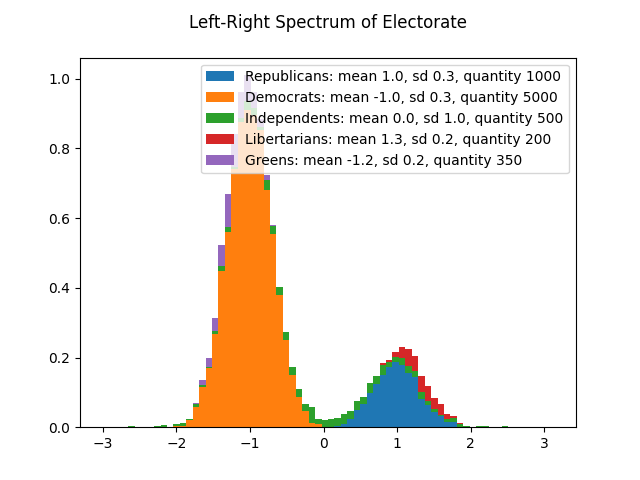 Left-Right Spectrum of Electorate
Republicans: mean 1.0, sd 0.3, quantity 1000
Democrats: mean -1.0, sd 0.3, quantity 5000
Independents: mean 0.0, sd 1.0, quantity 500
Libertarians: mean 1.3, sd 0.2, quantity 200
Greens: mean -1.2, sd 0.2, quantity 350
1.0
0.8
0.6
0.4
0.2
0.0
−3 −2 −1 0 1 2 3